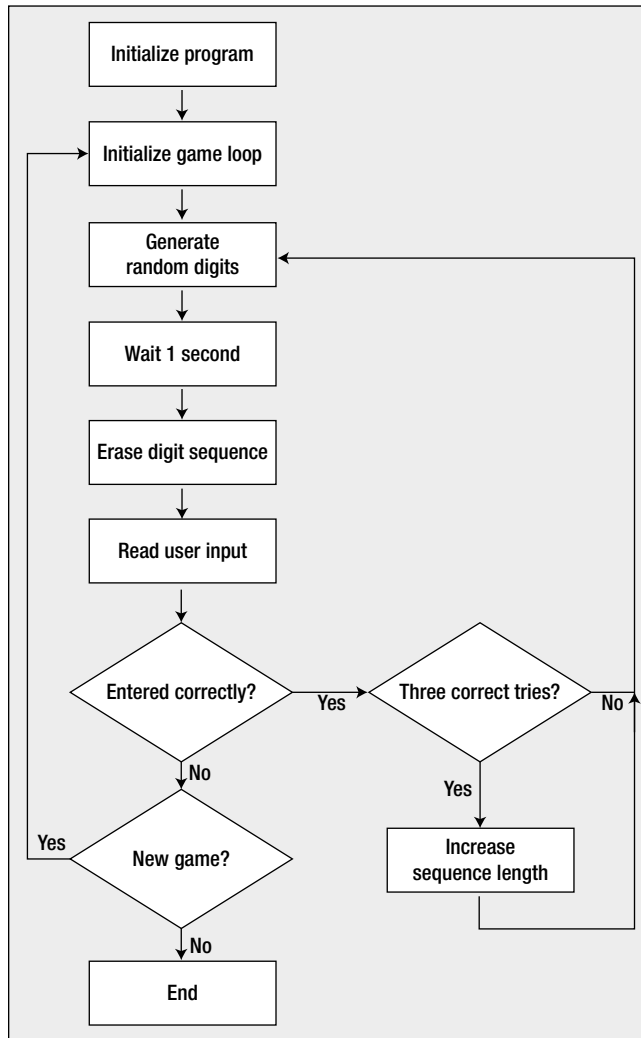 Initialize program
Initialize game loop
Generate
random digits
Wait 1 second
Erase digit sequence
Read user input
Entered correctly?
Yes
Three correct tries?
No
No
Yes
Yes
New game?
Increase
sequence length
No
End